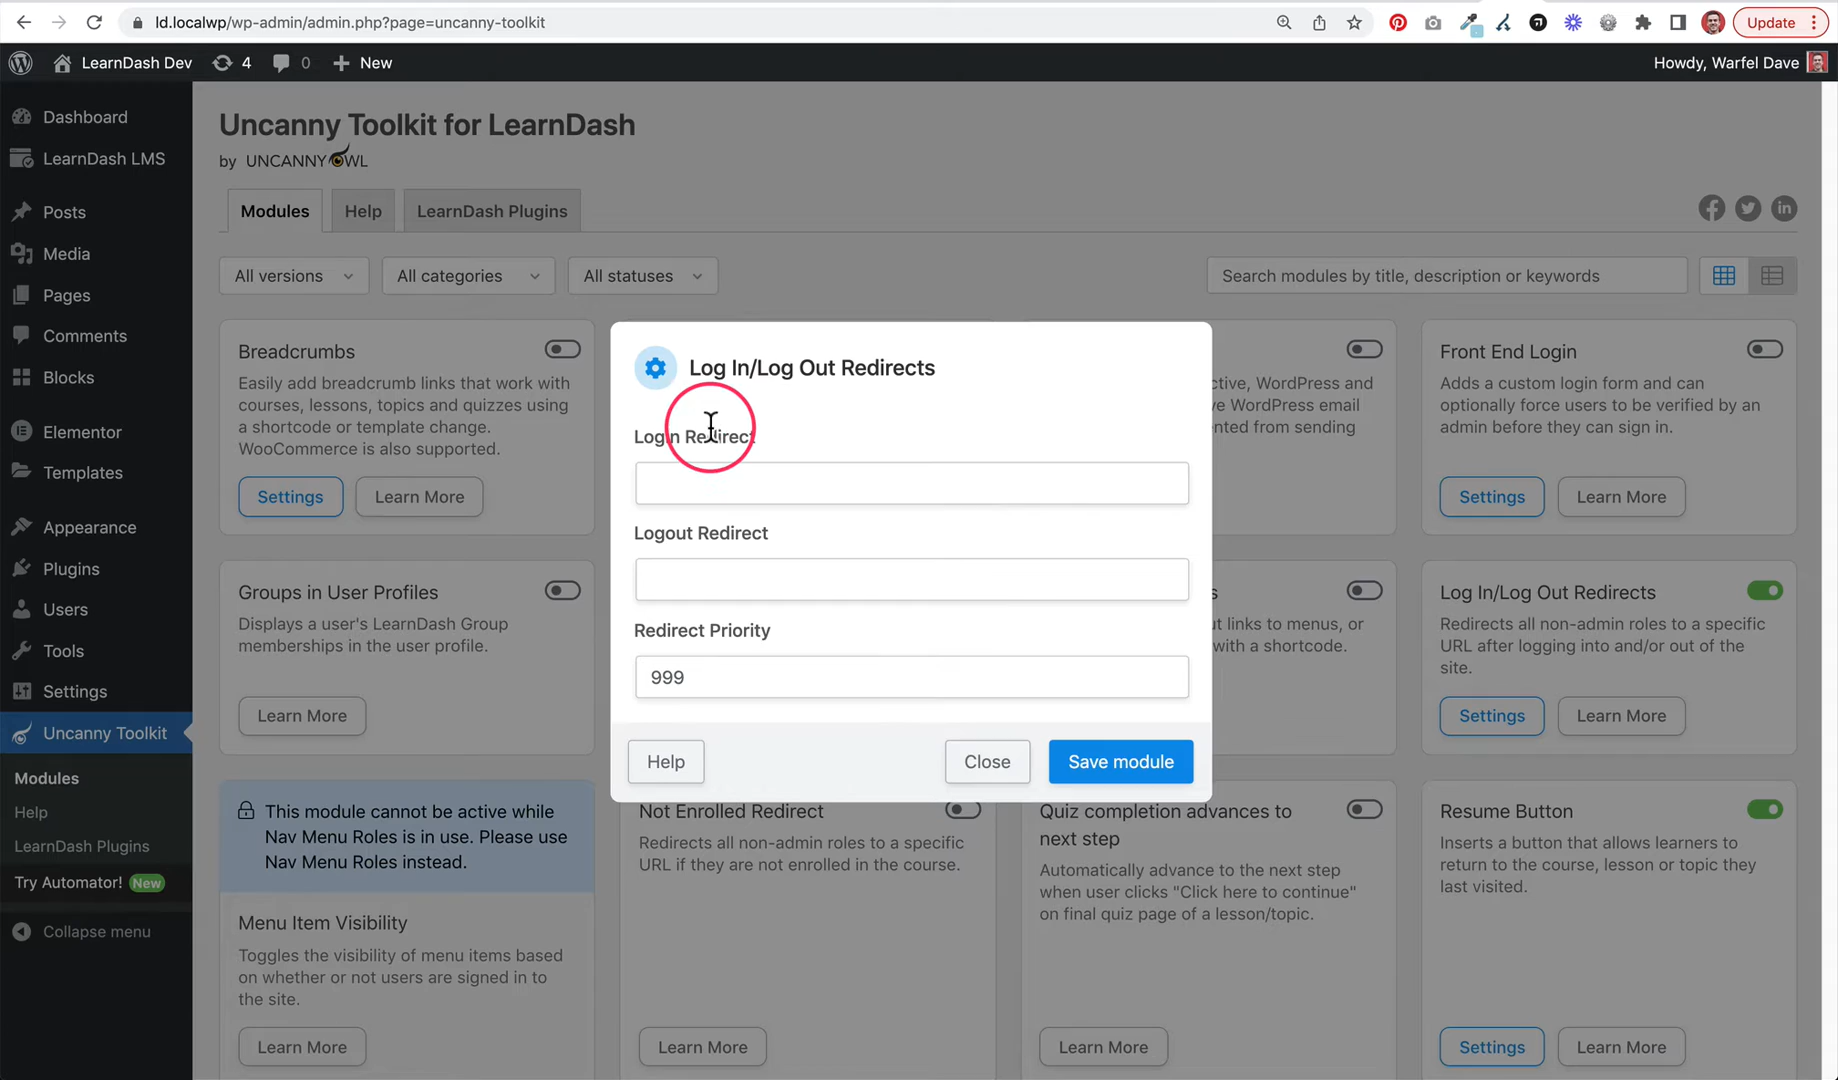 ld.localwp/wp-admin/admin.php?page=uncanny-toolkit
Update
LearnDash Dev
4
0
New
Howdy, Warfel Dave
Dashboard
LearnDash LMS
Posts
Media
Pages
Comments
Blocks
Elementor
Templates
Appearance
Plugins
Users
Tools
Settings
Uncanny Toolkit
Modules
Help
LearnDash Plugins
Try Automator! New
Collapse menu
Uncanny Toolkit for LearnDash
by UNCANNY OWL
Modules
Help
LearnDash Plugins
All versions
All categories
All statuses
Search modules by title, description or keywords
Breadcrumbs
Easily add breadcrumb links that work with
courses, lessons, topics and quizzes using
a shortcode or template change.
WooCommerce is also supported.
Settings
Learn More
ctive, WordPress and
ve WordPress email
nted from sending
Front End Login
Adds a custom login form and can
optionally force users to be verified by an
admin before they can sign in.
Settings
Learn More
Log In/Log Out Redirects
Login Redirect
Logout Redirect
Redirect Priority
999
Help
Close
Save module
Groups in User Profiles
Displays a user's LearnDash Group
memberships in the user profile.
Learn More
s
ut links to menus, or
with a shortcode.
Log In/Log Out Redirects
Redirects all non-admin roles to a specific
URL after logging into and/or out of the
site.
Settings
Learn More
This module cannot be active while
Nav Menu Roles is in use. Please use
Nav Menu Roles instead.
Menu Item Visibility
Toggles the visibility of menu items based
on whether or not users are signed in to
the site.
Learn More
Not Enrolled Redirect
Redirects all non-admin roles to a specific
URL if they are not enrolled in the course.
Learn More
Quiz completion advances to
next step
Automatically advance to the next step
when user clicks "Click here to continue"
on final quiz page of a lesson/topic.
Learn More
Resume Button
Inserts a button that allows learners to
return to the course, lesson or topic they
last visited.
Settings
Learn More